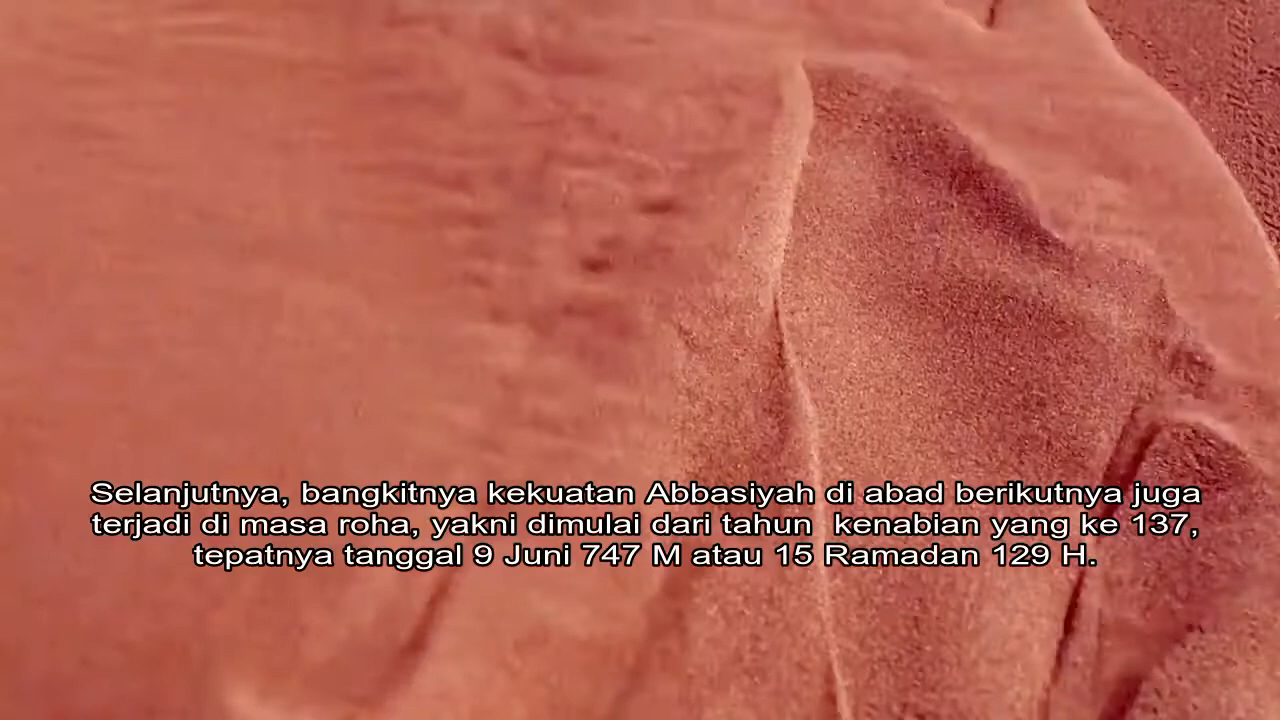 Selanjutnya, bangkitnya kekuatan Abbasiyah di abad berikutnya juga
terjadi di masa roha, yakni dimulai dari tahun  kenabian yang ke 137,
tepatnya tanggal 9 Juni 747 M atau 15 Ramadan 129 H.